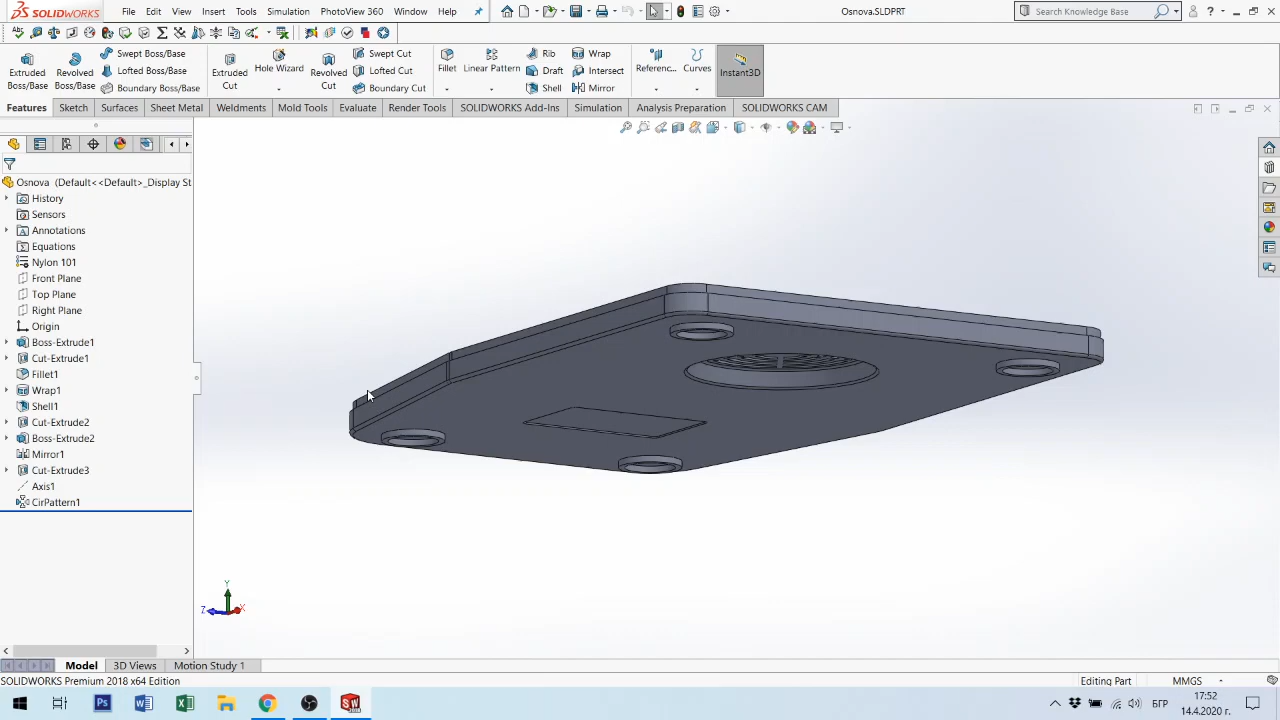 SOLIDWORKS File Edit View Insert Tools Simulation PhotoView 360 Window Help Osnova.SLDPRT Search Knowledge Base ?
Extruded Boss/Base
Revolved Boss/Base
Swept Boss/Base
Lofted Boss/Base
Boundary Boss/Base
Extruded Cut
Hole Wizard
Revolved Cut
Swept Cut
Lofted Cut
Boundary Cut
Fillet
Linear Pattern
Rib
Draft
Shell
Wrap
Intersect
Mirror
Referenc...
Curves
Instant3D
Features Sketch Surfaces Sheet Metal Weldments Mold Tools Evaluate Render Tools SOLIDWORKS Add-Ins Simulation Analysis Preparation SOLIDWORKS CAM
Osnova (Default<<Default>_Display St
History
Sensors
Annotations
Equations
Nylon 101
Front Plane
Top Plane
Right Plane
Origin
Boss-Extrude1
Cut-Extrude1
Fillet1
Wrap1
Shell1
Cut-Extrude2
Boss-Extrude2
Mirror1
Cut-Extrude3
Axis1
CirPattern1
Y
Z X
Model 3D Views Motion Study 1
SOLIDWORKS Premium 2018 x64 Edition Editing Part MMGS
БГР 17:52
14.4.2020 г.